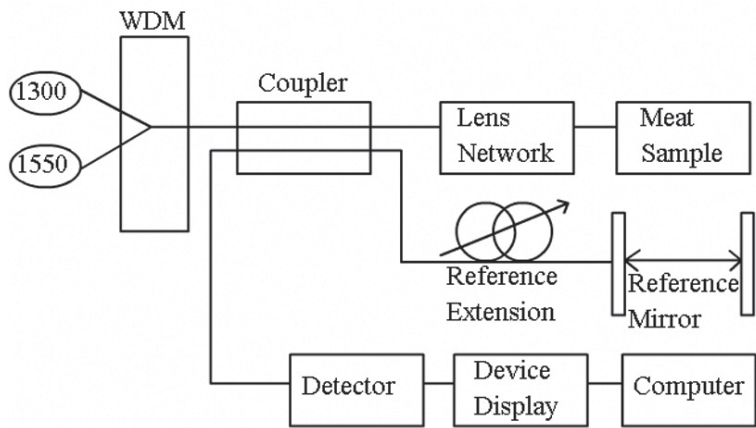 WDM
1300
1550
Coupler
Lens
Network
Meat
Sample
Reference
Extension
Reference
Mirror
Detector
Device
Display
Computer